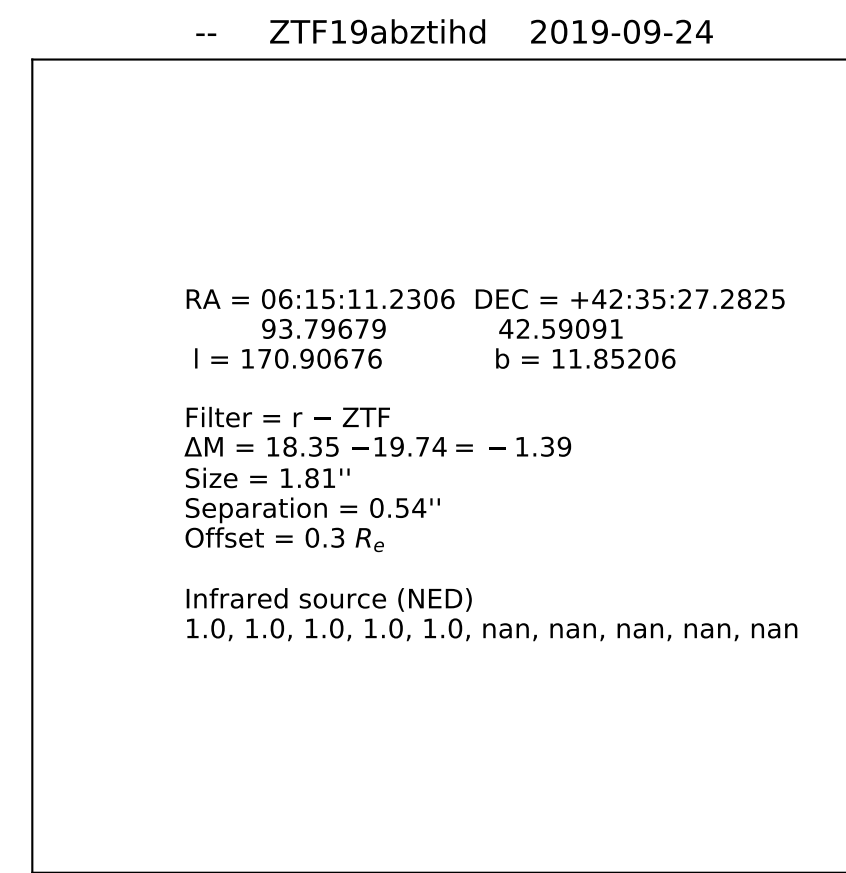 -- ZTF19abztihd 2019-09-24
RA = 06:15:11.2306 DEC = +42:35:27.2825
93.79679 42.59091
l = 170.90676 b = 11.85206
Filter = r − ZTF
ΔM = 18.35 −19.74 = − 1.39
Size = 1.81''
Separation = 0.54''
Offset = 0.3 Re
Infrared source (NED)
1.0, 1.0, 1.0, 1.0, 1.0, nan, nan, nan, nan, nan